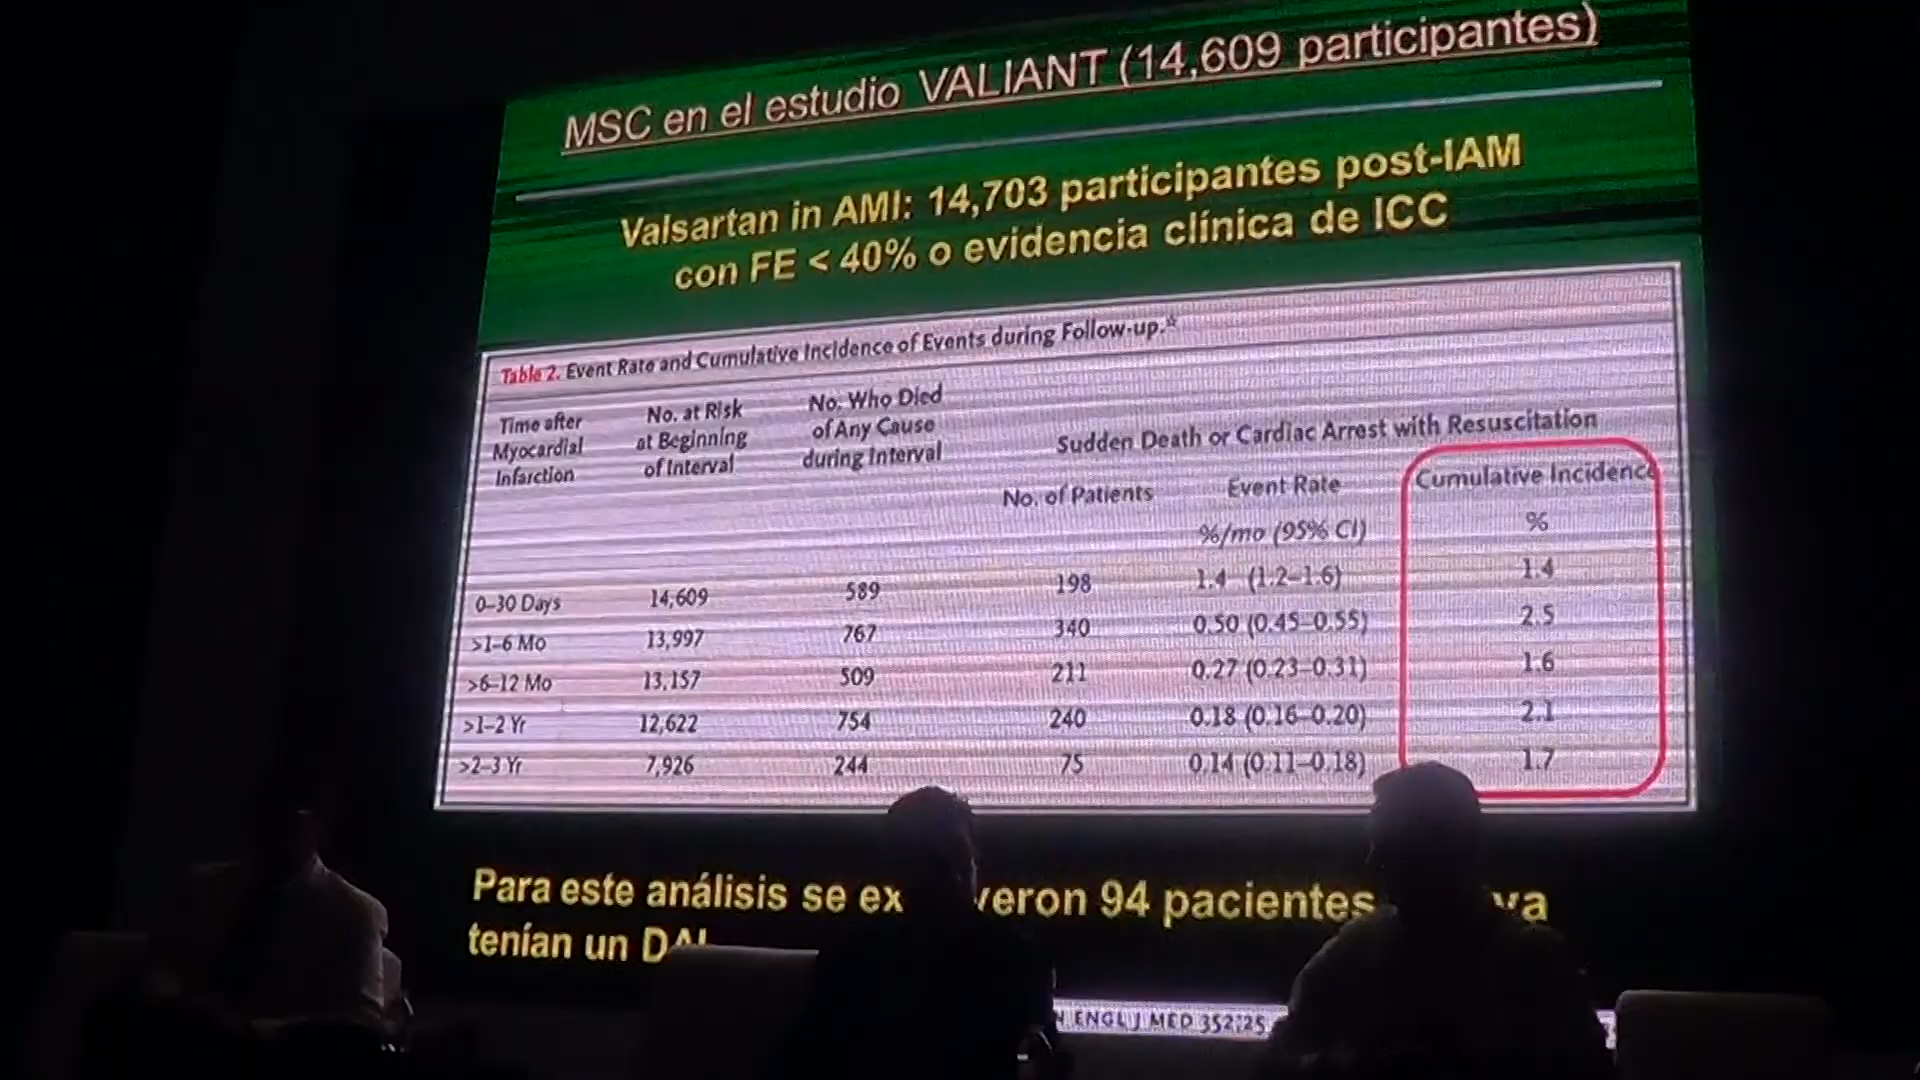 MSC en el estudio VALIANT (14,609 participantes)
Valsartan in AMI: 14,703 participantes post-IAM
con FE < 40% o evidencia clínica de ICC
Table 2. Event Rate and Cumulative Incidence of Events during Follow-up.*
Time after Myocardial Infarction
No. at Risk at Beginning of Interval
No. Who Died of Any Cause during Interval
Sudden Death or Cardiac Arrest with Resuscitation
No. of Patients Event Rate Cumulative Incidence
%/mo (95% CI) %
0–30 Days 14,609 589 198 1.4 (1.2–1.6) 1.4
>1–6 Mo 13,997 767 340 0.50 (0.45–0.55) 2.5
>6–12 Mo 13,157 509 211 0.27 (0.23–0.31) 1.6
>1–2 Yr 12,622 754 240 0.18 (0.16–0.20) 2.1
>2–3 Yr 7,926 244 75 0.14 (0.11–0.18) 1.7
Para este análisis se 94 pacientes
tenían un
ENGL J MED 352;25